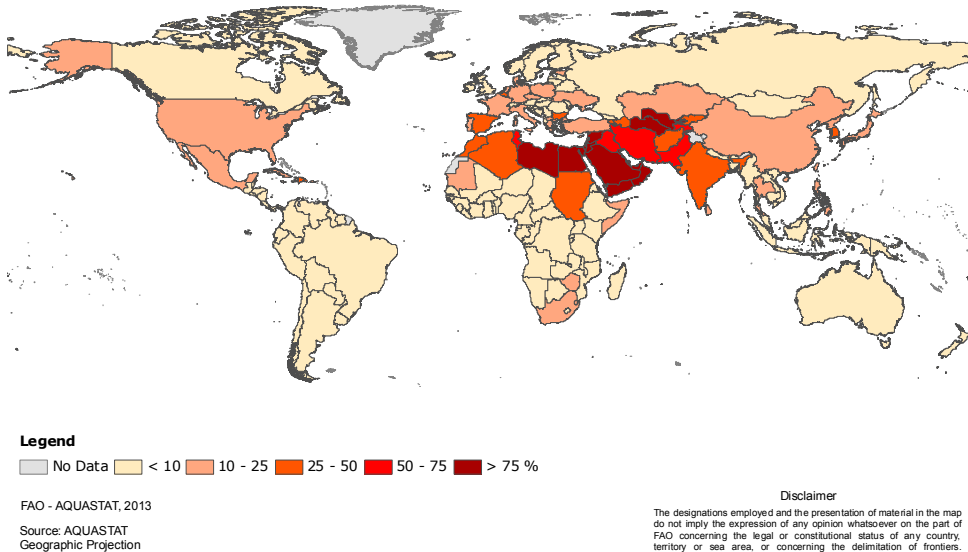 Legend
No Data < 10 10 - 25 25 - 50 50 - 75 > 75 %
FAO - AQUASTAT, 2013
Source: AQUASTAT
Geographic Projection
Disclaimer
The designations employed and the presentation of material in the map
do not imply the expression of any opinion whatsoever on the part of
FAO concerning the legal or constitutional status of any country,
territory or sea area, or concerning the delimitation of frontiers.